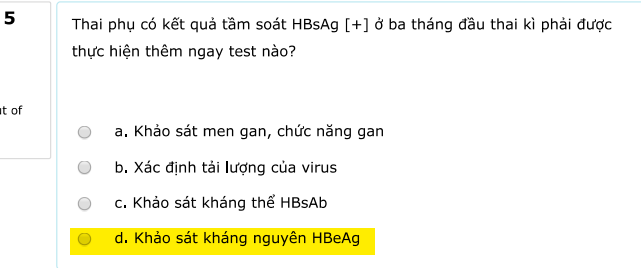 5
Thai phụ có kết quả tầm soát HBsAg [+] ở ba tháng đầu thai kì phải được
thực hiện thêm ngay test nào?
t of
a. Khảo sát men gan, chức năng gan
b. Xác định tải lượng của virus
c. Khảo sát kháng thể HBsAb
d. Khảo sát kháng nguyên HBeAg